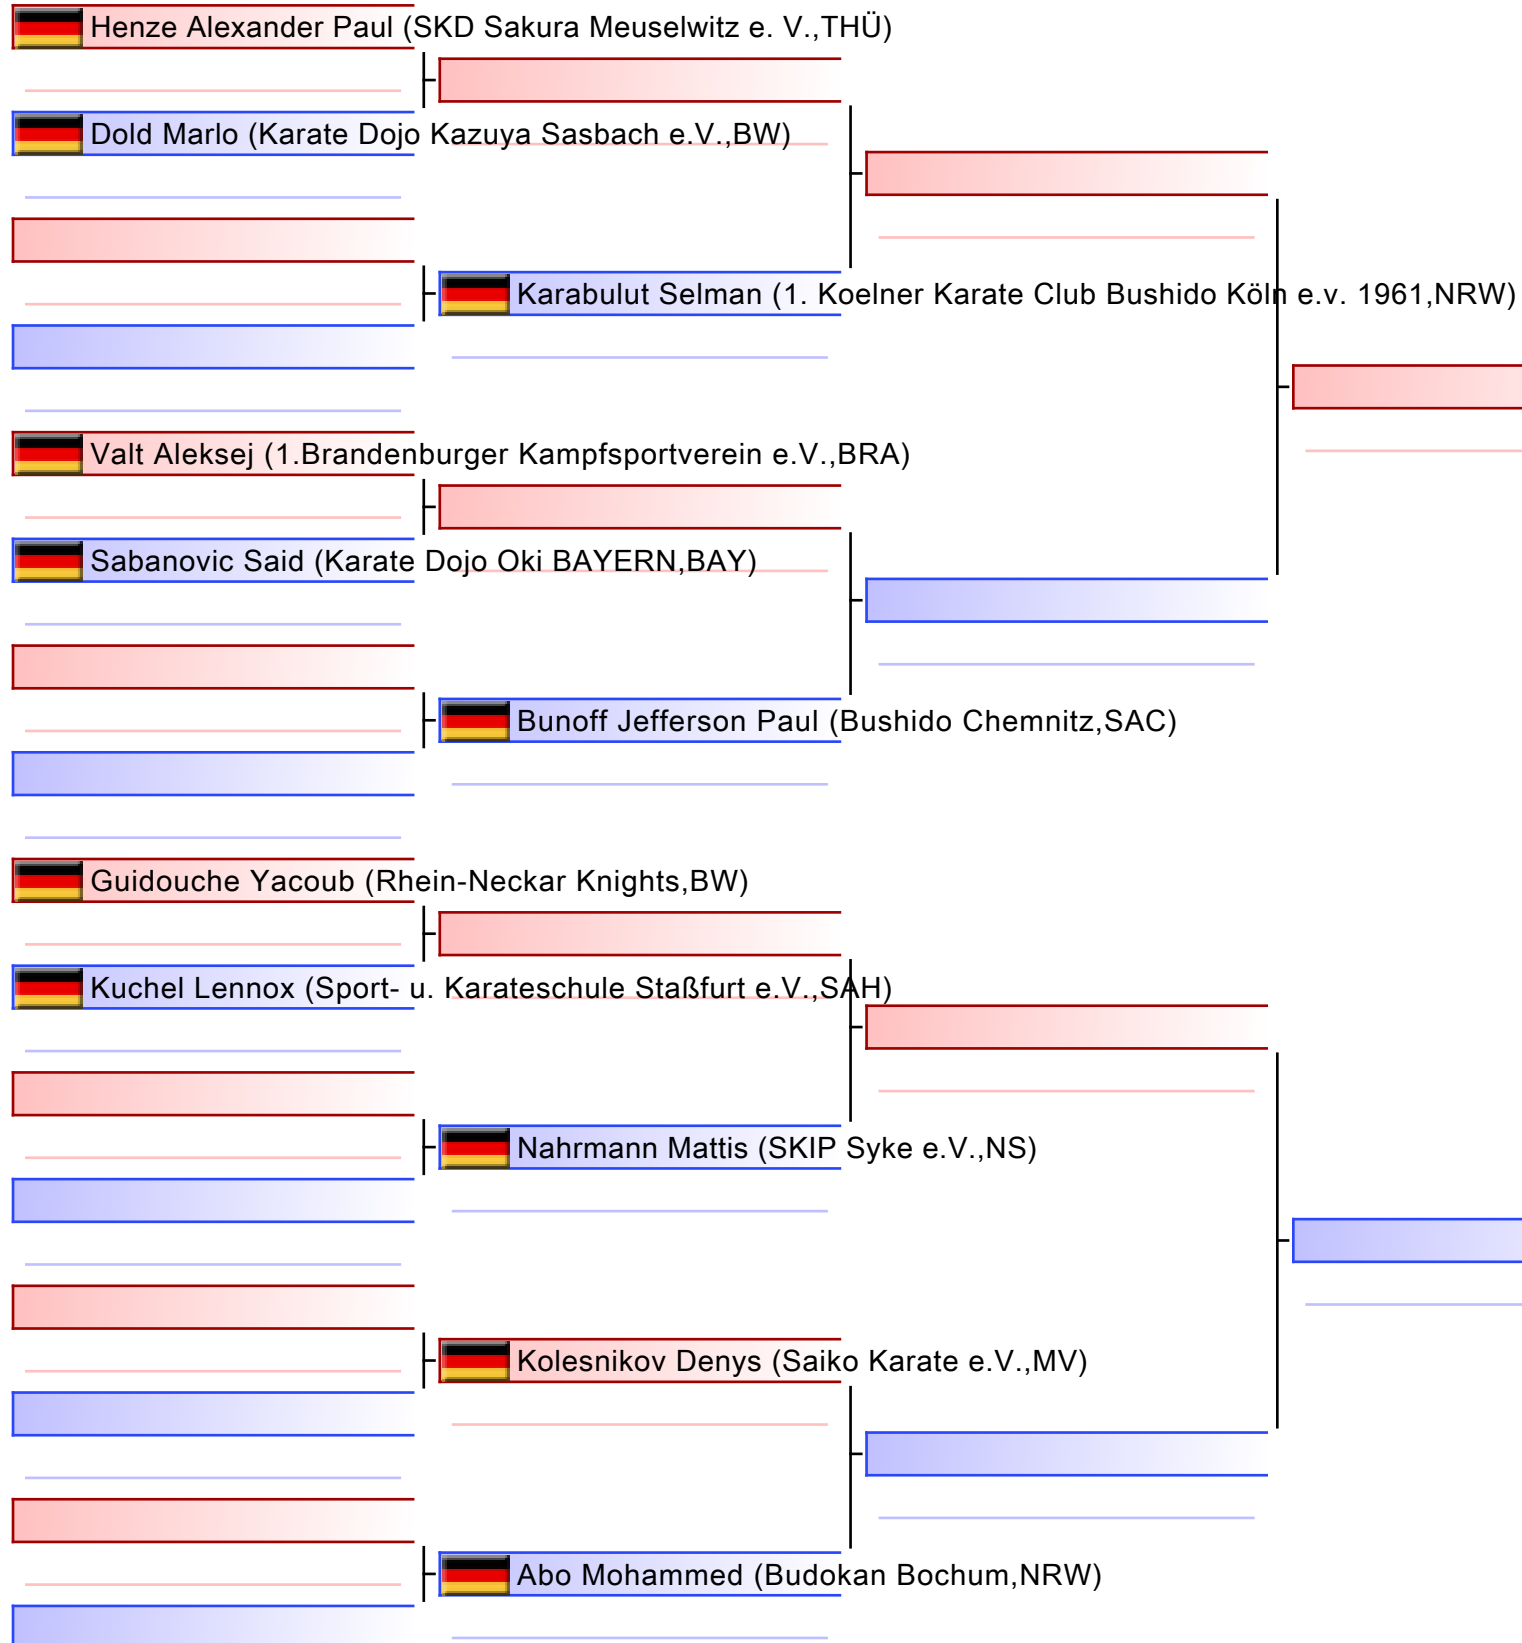 Henze Alexander Paul (SKD Sakura Meuselwitz e. V.,THÜ)
Dold Marlo (Karate Dojo Kazuya Sasbach e.V.,BW)
Karabulut Selman (1. Koelner Karate Club Bushido Köln e.v. 1961,NRW)
Valt Aleksej (1.Brandenburger Kampfsportverein e.V.,BRA)
Sabanovic Said (Karate Dojo Oki BAYERN,BAY)
Bunoff Jefferson Paul (Bushido Chemnitz,SAC)
Guidouche Yacoub (Rhein-Neckar Knights,BW)
Kuchel Lennox (Sport- u. Karateschule Staßfurt e.V.,SAH)
Nahrmann Mattis (SKIP Syke e.V.,NS)
Kolesnikov Denys (Saiko Karate e.V.,MV)
Abo Mohammed (Budokan Bochum,NRW)